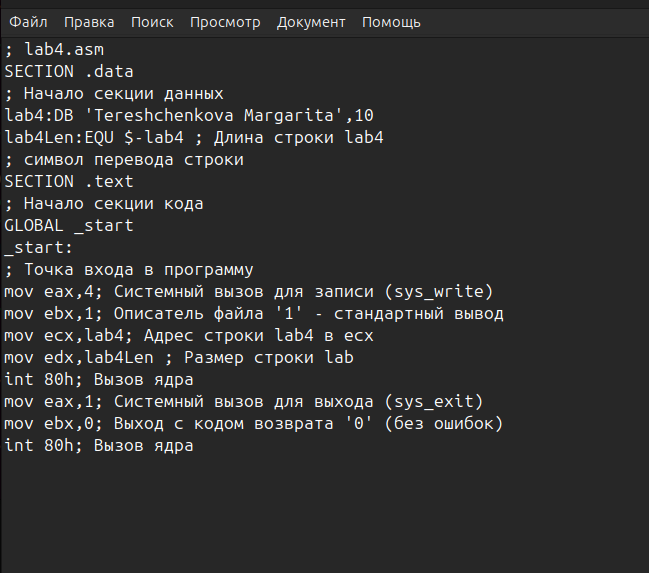 Файл Правка Поиск Просмотр Документ Помощь
; lab4.asm
SECTION .data
; Начало секции данных
lab4:DB 'Tereshchenkova Margarita',10
lab4Len:EQU $-lab4 ; Длина строки lab4
; символ перевода строки
SECTION .text
; Начало секции кода
GLOBAL _start
_start:
; Точка входа в программу
mov eax,4; Системный вызов для записи (sys_write)
mov ebx,1; Описатель файла '1' - стандартный вывод
mov ecx,lab4; Адрес строки lab4 в ecx
mov edx,lab4Len ; Размер строки lab
int 80h; Вызов ядра
mov eax,1; Системный вызов для выхода (sys_exit)
mov ebx,0; Выход с кодом возврата '0' (без ошибок)
int 80h; Вызов ядра